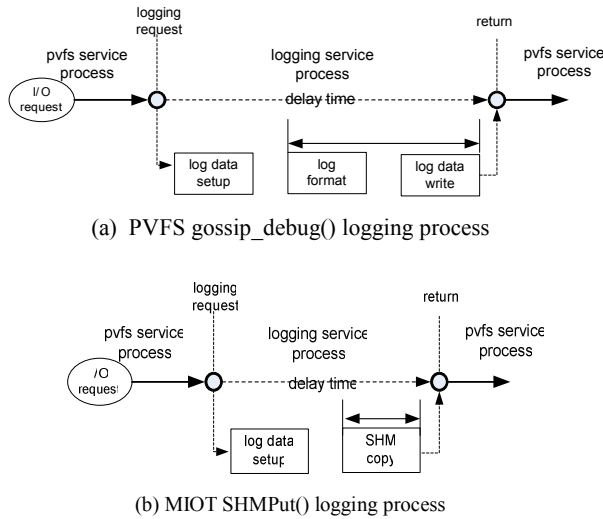 logging
request
return
pvfs service
process
logging service
process
pvfs service
process
I/O
request
delay time
log data
setup
log
format
log data
write
(a) PVFS gossip_debug() logging process
logging
request
return
pvfs service
process
logging service
process
pvfs service
process
/O
request
delay time
log data
setup
SHM
copy
(b) MIOT SHMPut() logging process